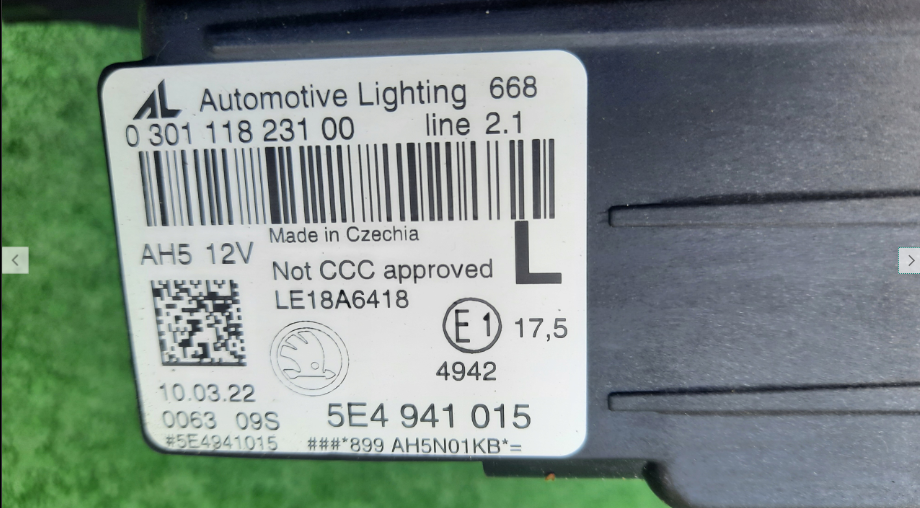 AL Automotive Lighting 668
0 301 118 231 00 line 2.1
Made in Czechia
AH5 12V
Not CCC approved
L
LE18A6418
E1 17,5
4942
10.03.22
0063 09S
5E4 941 015
#5E4941015 ###*899 AH5N01KB*=